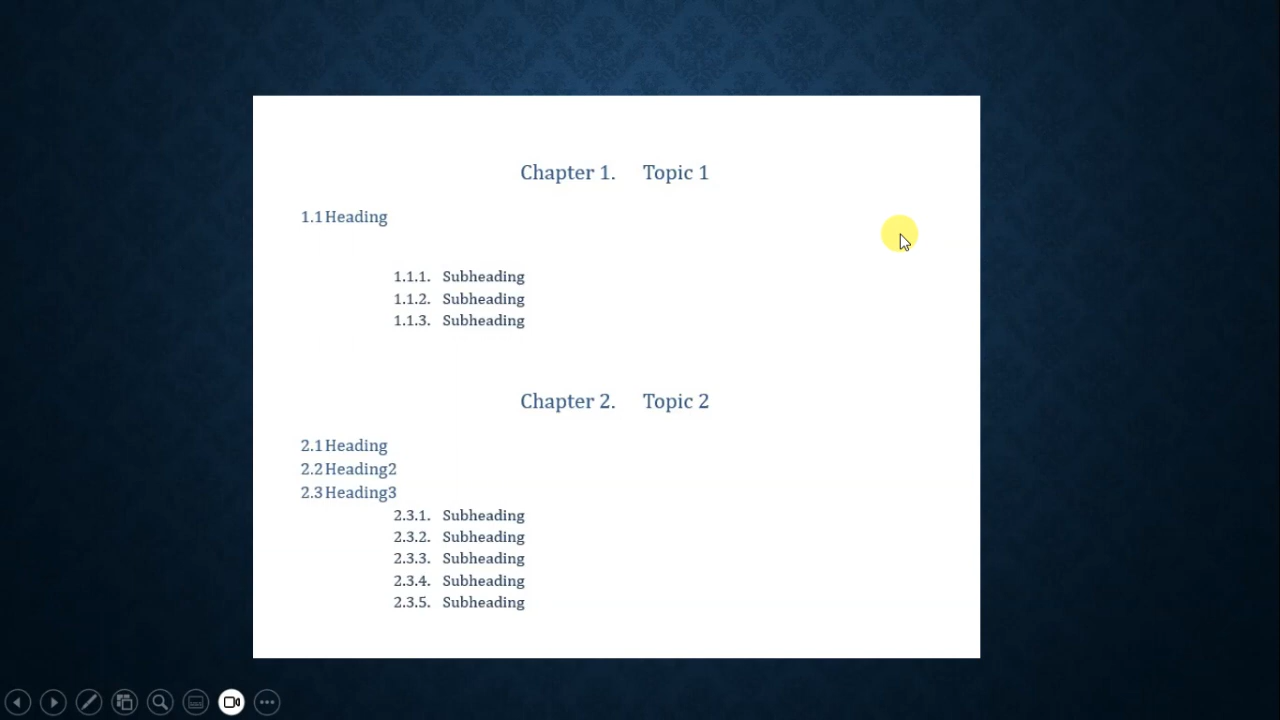 Chapter 1. Topic 1
1.1 Heading
1.1.1. Subheading
1.1.2. Subheading
1.1.3. Subheading
Chapter 2. Topic 2
2.1 Heading
2.2 Heading2
2.3 Heading3
2.3.1. Subheading
2.3.2. Subheading
2.3.3. Subheading
2.3.4. Subheading
2.3.5. Subheading